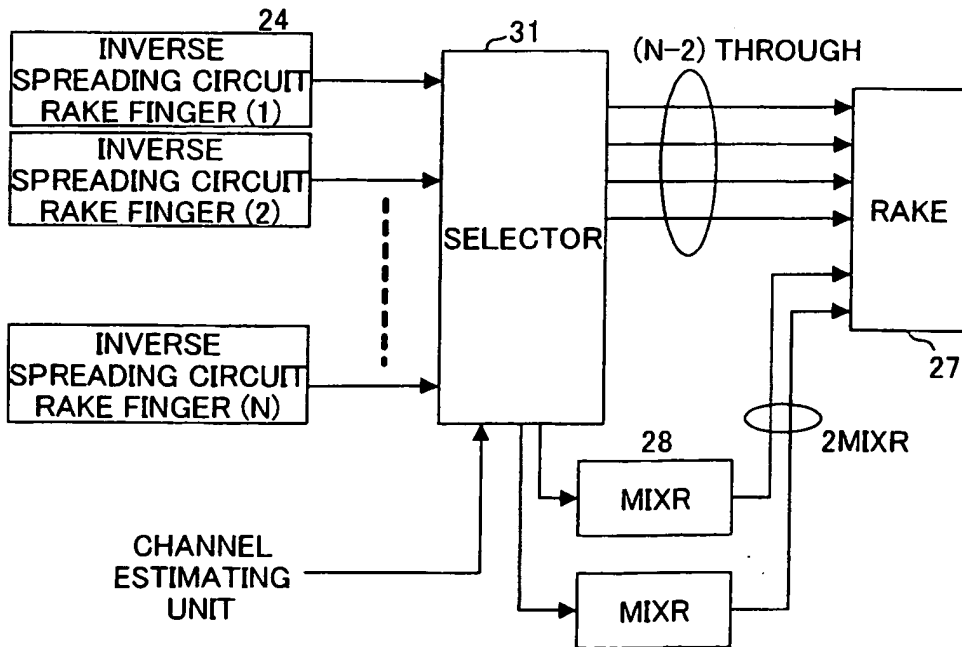 24
INVERSE
SPREADING CIRCUIT
RAKE FINGER (1)
INVERSE
SPREADING CIRCUIT
RAKE FINGER (2)
INVERSE
SPREADING CIRCUIT
RAKE FINGER (N)
31
SELECTOR
(N-2) THROUGH
RAKE
27
2MIXR
28
MIXR
MIXR
CHANNEL
ESTIMATING
UNIT